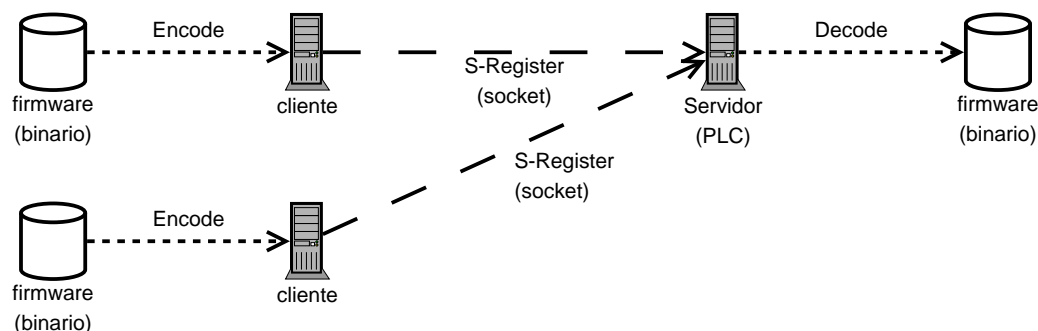 Encode
Decode
S-Register
(socket)
firmware
(binario)
cliente
Servidor
(PLC)
firmware
(binario)
S-Register
(socket)
Encode
firmware
(binario)
cliente